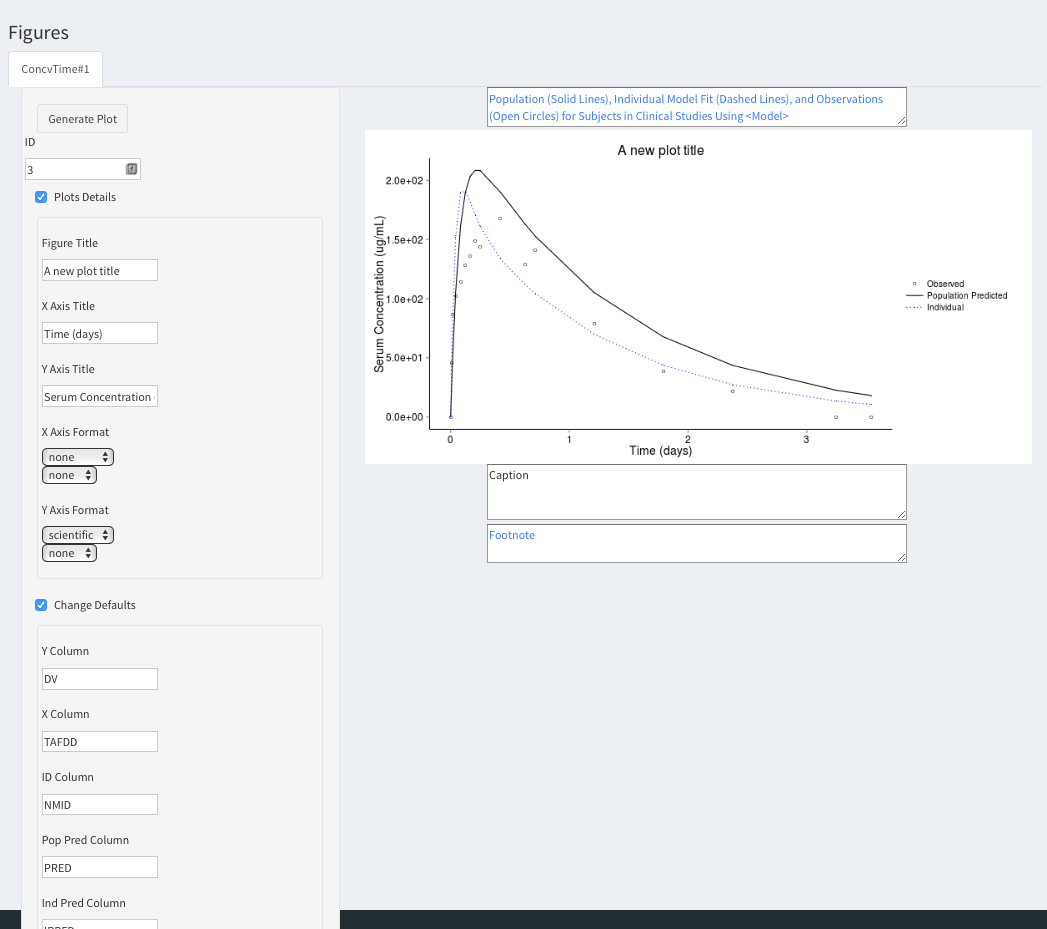 Figures
ConcvTime#1
Generate Plot
ID
3
Plots Details
Figure Title
A new plot title
X Axis Title
Time (days)
Y Axis Title
Serum Concentration
X Axis Format
none
none
Y Axis Format
scientific
none
Change Defaults
Y Column
DV
X Column
TAFDD
ID Column
NMID
Pop Pred Column
PRED
Ind Pred Column
Population (Solid Lines), Individual Model Fit (Dashed Lines), and Observations
(Open Circles) for Subjects in Clinical Studies Using <Model>
A new plot title
Serum Concentration (ug/mL)
2.0e+02
1.5e+02
1.0e+02
5.0e+01
0.0e+00
0 1 2 3
Time (days)
Observed
Population Predicted
Individual
Caption
Footnote